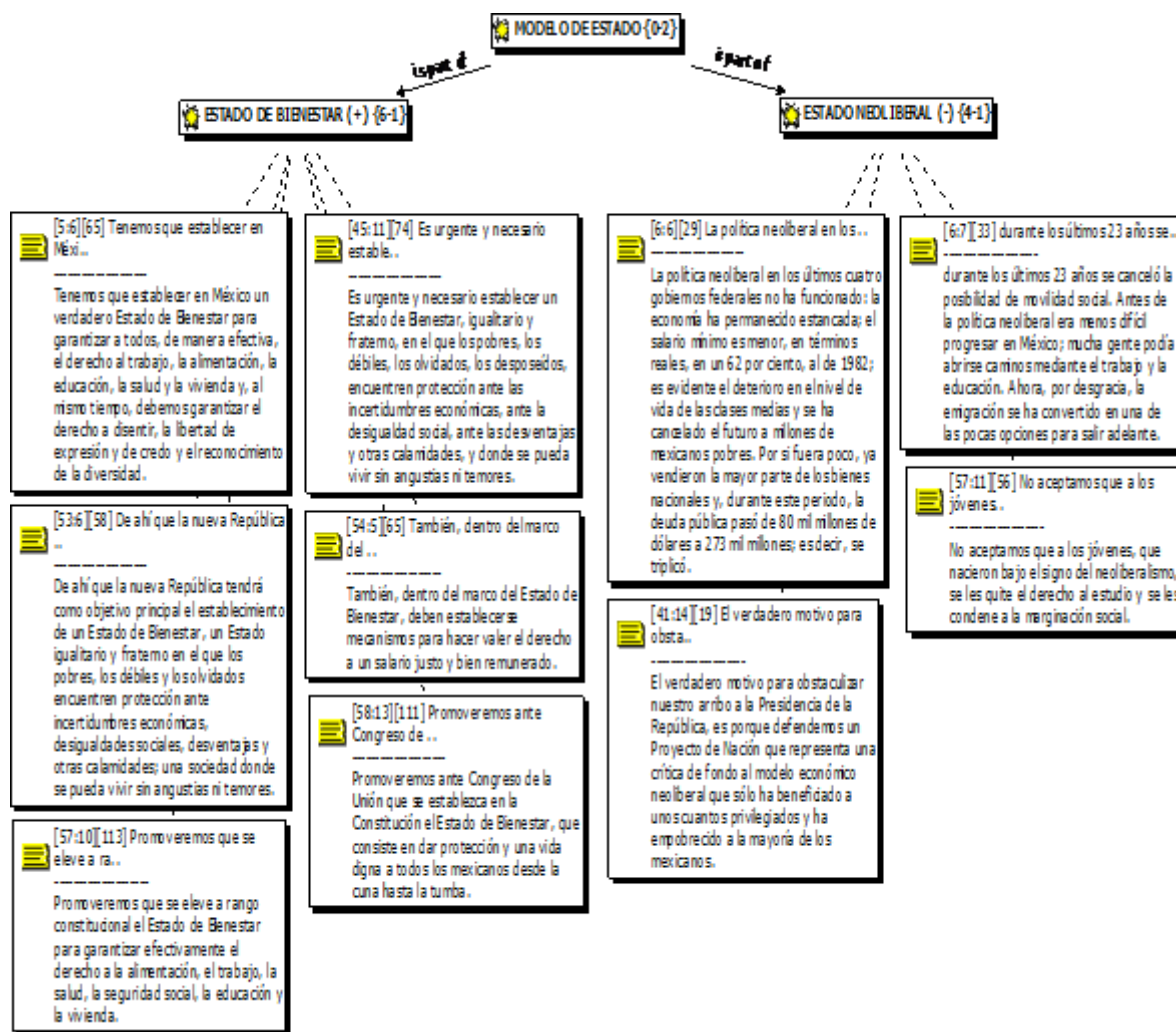 MODELO DE ESTADO {0-2}
is part of
is part of
ESTADO DE BIENESTAR (+) {6-1}
ESTADO NEOLIBERAL (-) {4-1}
[5:6][65] Tenemos que establecer en
Méxi..
--------------------
Tenemos que establecer en México un
verdadero Estado de Bienestar para
garantizar a todos, de manera efectiva,
el derecho al trabajo, la alimentación, la
educación, la salud y la vivienda y, al
mismo tiempo, debemos garantizar el
derecho a disentir, la libertad de
expresión y de credo y el reconocimiento
de la diversidad.
[53:6][58] De ahí que la nueva República
...
--------------------
De ahí que la nueva República tendrá
como objetivo principal el establecimiento
de un Estado de Bienestar, un Estado
igualitario y fraterno en el que los
pobres, los débiles y los olvidados
encuentren protección ante
incertidumbres económicas,
desigualdades sociales, desventajas y
otras calamidades; una sociedad donde
se pueda vivir sin angustias ni temores.
[57:10][113] Promoveremos que se
eleve a ra..
--------------------
Promoveremos que se eleve a rango
constitucional el Estado de Bienestar
para garantizar efectivamente el
derecho a la alimentación, el trabajo, la
salud, la seguridad social, la educación y
la vivienda.
[45:11][74] Es urgente y necesario
estable..
--------------------
Es urgente y necesario establecer un
Estado de Bienestar, igualitario y
fraterno, en el que los pobres, los
débiles, los olvidados, los desposeídos,
encuentren protección ante las
incertidumbres económicas, ante la
desigualdad social, ante las desventajas
y otras calamidades, y donde se pueda
vivir sin angustias ni temores.
[54:5][65] También, dentro del marco
del ..
--------------------
También, dentro del marco del Estado de
Bienestar, deben establecerse
mecanismos para hacer valer el derecho
a un salario justo y bien remunerado.
[58:13][111] Promoveremos ante
Congreso de ..
--------------------
Promoveremos ante Congreso de la
Unión que se establezca en la
Constitución el Estado de Bienestar, que
consiste en dar protección y una vida
digna a todos los mexicanos desde la
cuna hasta la tumba.
[6:6][29] La política neoliberal en los ..
--------------------
La política neoliberal en los últimos cuatro
gobiernos federales no ha funcionado: la
economía ha permanecido estancada; el
salario mínimo es menor, en términos
reales, en un 62 por ciento, al de 1982;
es evidente el deterioro en el nivel de
vida de las clases medias y se ha
cancelado el futuro a millones de
mexicanos pobres. Por si fuera poco, ya
vendieron la mayor parte de los bienes
nacionales y, durante este periodo, la
deuda pública pasó de 80 mil millones de
dólares a 273 mil millones; es decir, se
triplicó.
[41:14][19] El verdadero motivo para
obsta..
--------------------
El verdadero motivo para obstaculizar
nuestro arribo a la Presidencia de la
República, es porque defendemos un
Proyecto de Nación que representa una
crítica de fondo al modelo económico
neoliberal que sólo ha beneficiado a
unos cuantos privilegiados y ha
empobrecido a la mayoría de los
mexicanos.
[6:7][33] durante los últimos 23 años se..
--------------------
durante los últimos 23 años se canceló la
posibilidad de movilidad social. Antes de
la política neoliberal era menos difícil
progresar en México; mucha gente podía
abrirse caminos mediante el trabajo y la
educación. Ahora, por desgracia, la
emigración se ha convertido en una de
las pocas opciones para salir adelante.
[57:11][56] No aceptamos que a los
jóvenes..
--------------------
No aceptamos que a los jóvenes, que
nacieron bajo el signo del neoliberalismo,
se les quite el derecho al estudio y se les
condene a la marginación social.